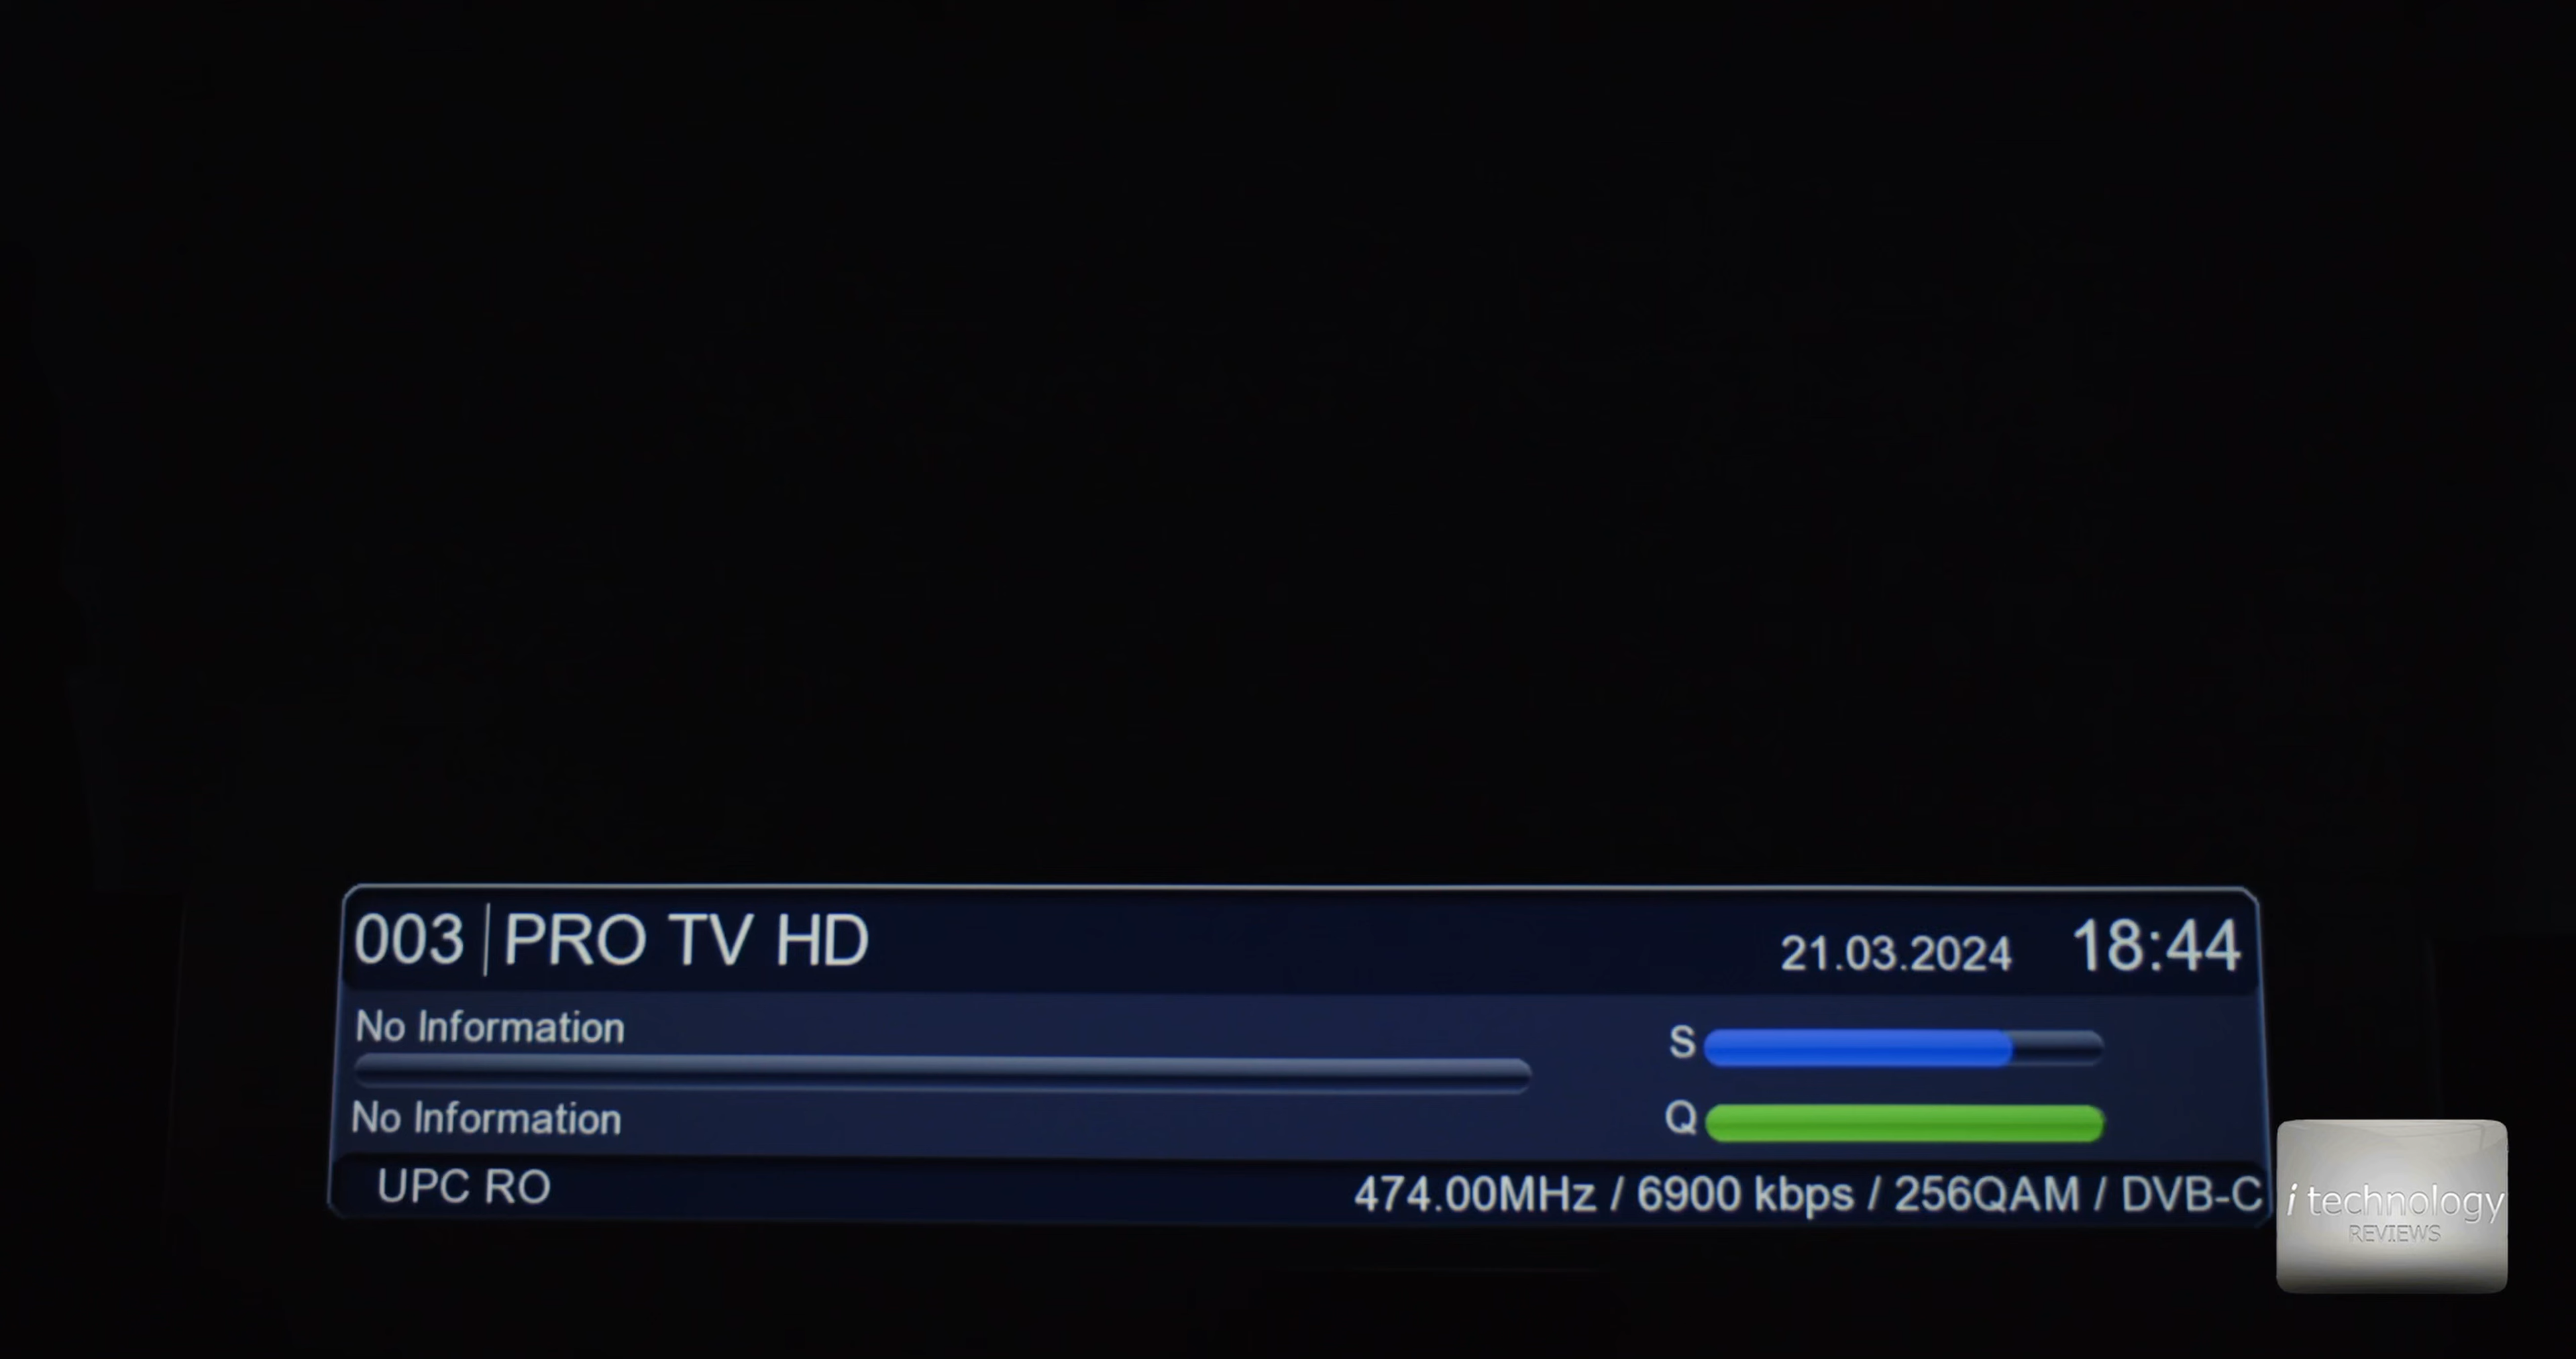 003 PRO TV HD 21.03.2024 18:44
No Information
S
No Information
Q
UPC RO 474.00MHz / 6900 kbps / 256QAM / DVB-C
i technology
REVIEWS